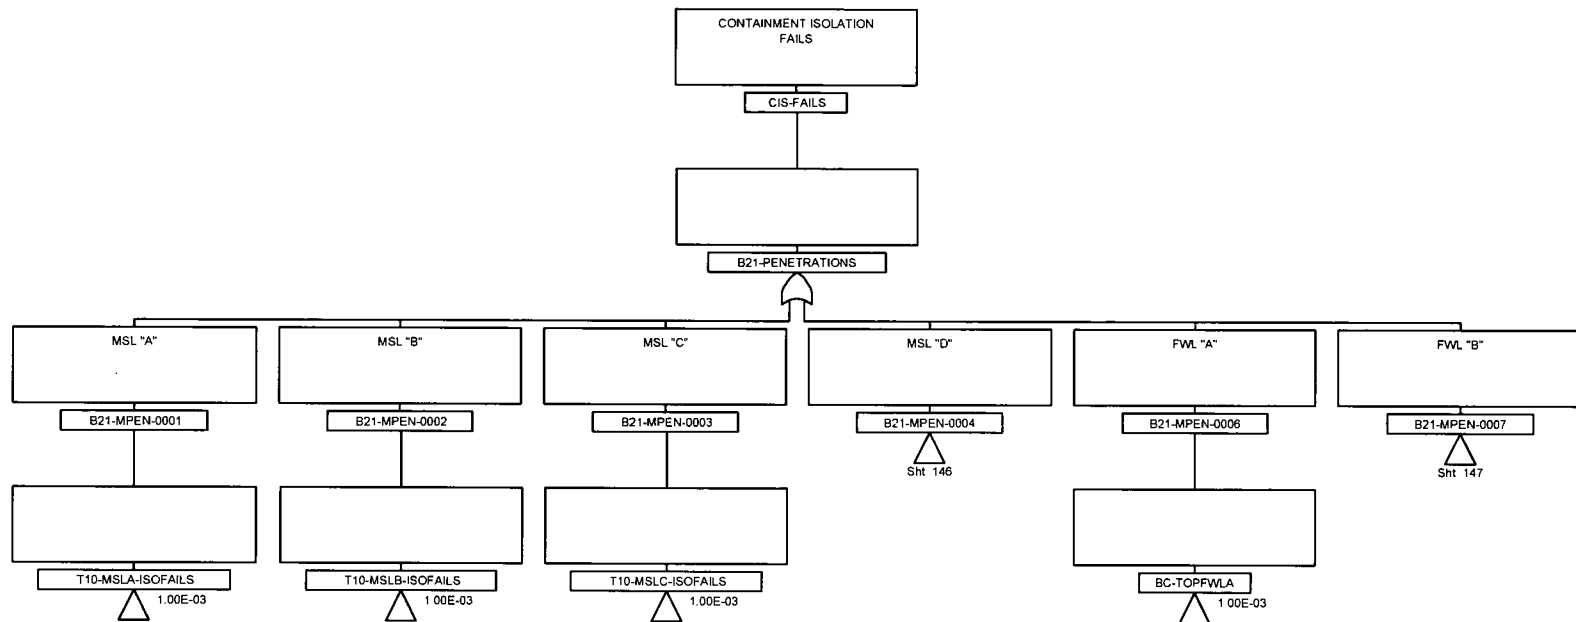 CONTAINMENT ISOLATION
FAILS
CIS-FAILS
B21-PENETRATIONS
MSL "A"
MSL "B"
MSL "C"
MSL "D"
FWL "A"
FWL "B"
B21-MPEN-0001
B21-MPEN-0002
B21-MPEN-0003
B21-MPEN-0004
B21-MPEN-0006
B21-MPEN-0007
Sht 146
Sht 147
T10-MSLA-ISOFAILS
T10-MSLB-ISOFAILS
T10-MSLC-ISOFAILS
BC-TOPFWLA
1.00E-03
1 00E-03
1.00E-03
1 00E-03